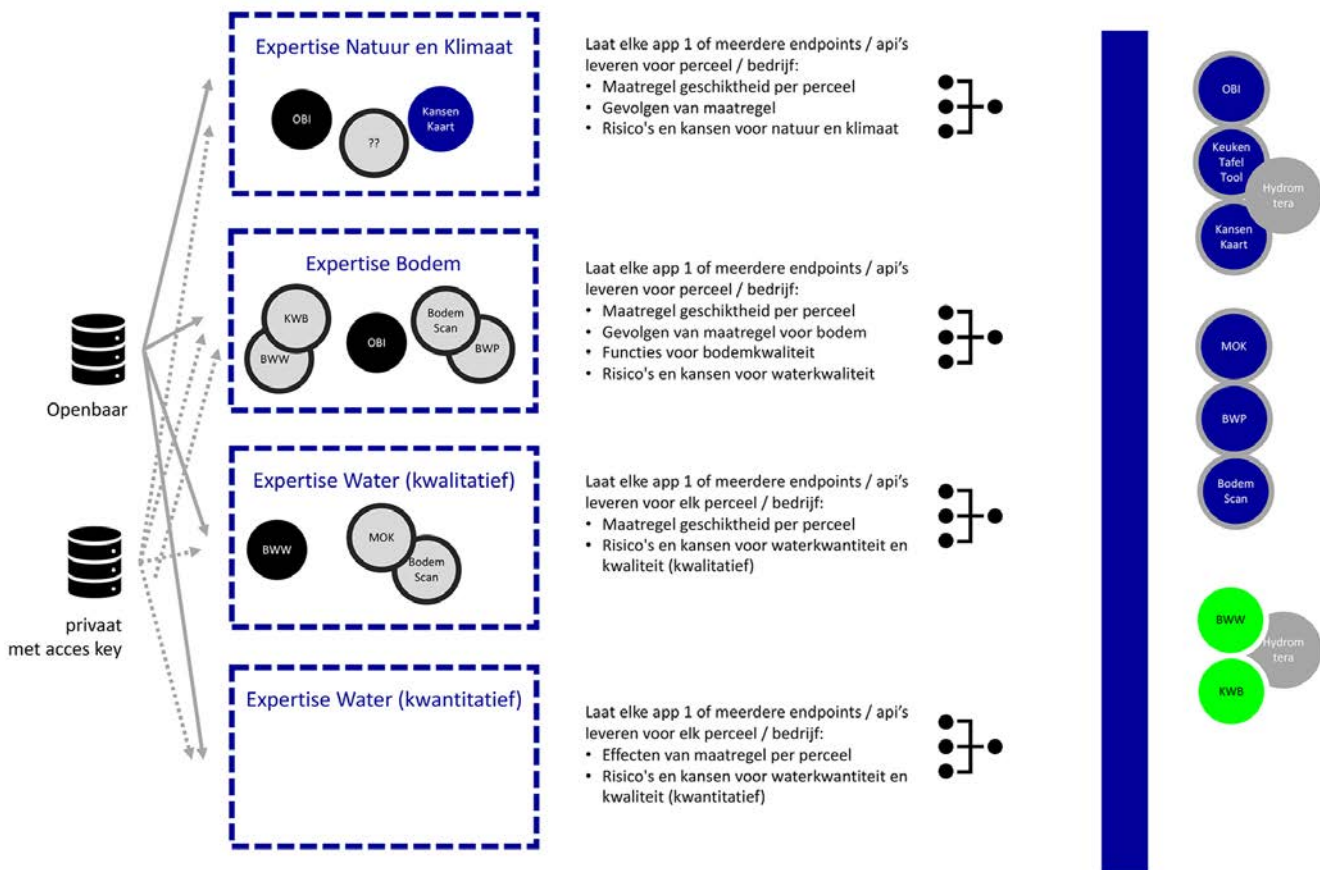 Expertise Natuur en Klimaat
OBI
??
Kansen
Kaart
Laat elke app 1 of meerdere endpoints / api's
leveren voor perceel / bedrijf:
• Maatregel geschiktheid per perceel
• Gevolgen van maatregel
• Risico's en kansen voor natuur en klimaat
Expertise Bodem
KWB
BWW
OBI
Bodem
Scan
BWP
Laat elke app 1 of meerdere endpoints / api's
leveren voor perceel / bedrijf:
• Maatregel geschiktheid per perceel
• Gevolgen van maatregel voor bodem
• Functies voor bodemkwaliteit
• Risico's en kansen voor waterkwaliteit
Openbaar
privaat
met acces key
Expertise Water (kwalitatief)
BWW
MOK
Bodem
Scan
Laat elke app 1 of meerdere endpoints / api's
leveren voor elk perceel / bedrijf:
• Maatregel geschiktheid per perceel
• Risico's en kansen voor waterkwantiteit en
kwaliteit (kwalitatief)
Expertise Water (kwantitatief)
Laat elke app 1 of meerdere endpoints / api's
leveren voor elk perceel / bedrijf:
• Effecten van maatregel per perceel
• Risico's en kansen voor waterkwantiteit en
kwaliteit (kwantitatief)
OBI
Keuken
Tafel
Tool
Hydrom
tera
Kansen
Kaart
MOK
BWP
Bodem
Scan
BWW
Hydrom
tera
KWB